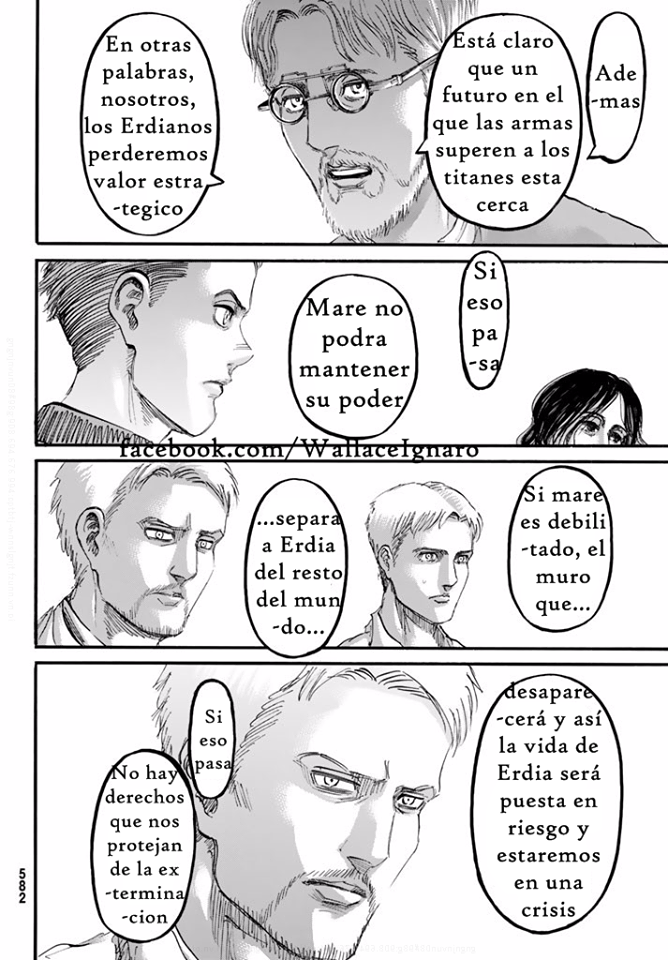 Ade
-mas
Está claro
que un
futuro en el
que las armas
superen a los
titanes esta
cerca
En otras
palabras,
nosotros,
los Erdianos
perderemos
valor estra
-tegico
Si
eso
pa
-sa
Mare no
podra
mantener
su poder
facebook.com/WallaceIgnaro
Si mare
es debili
-tado, el
muro
que...
...separa
a Erdia
del resto
del mun
-do...
desapare
-cerá y así
la vida de
Erdia será
puesta en
riesgo y
estaremos
en una
crisis
Si
eso
pasa
No hay
derechos
que nos
protejan
de la ex
-termina
-cion
582